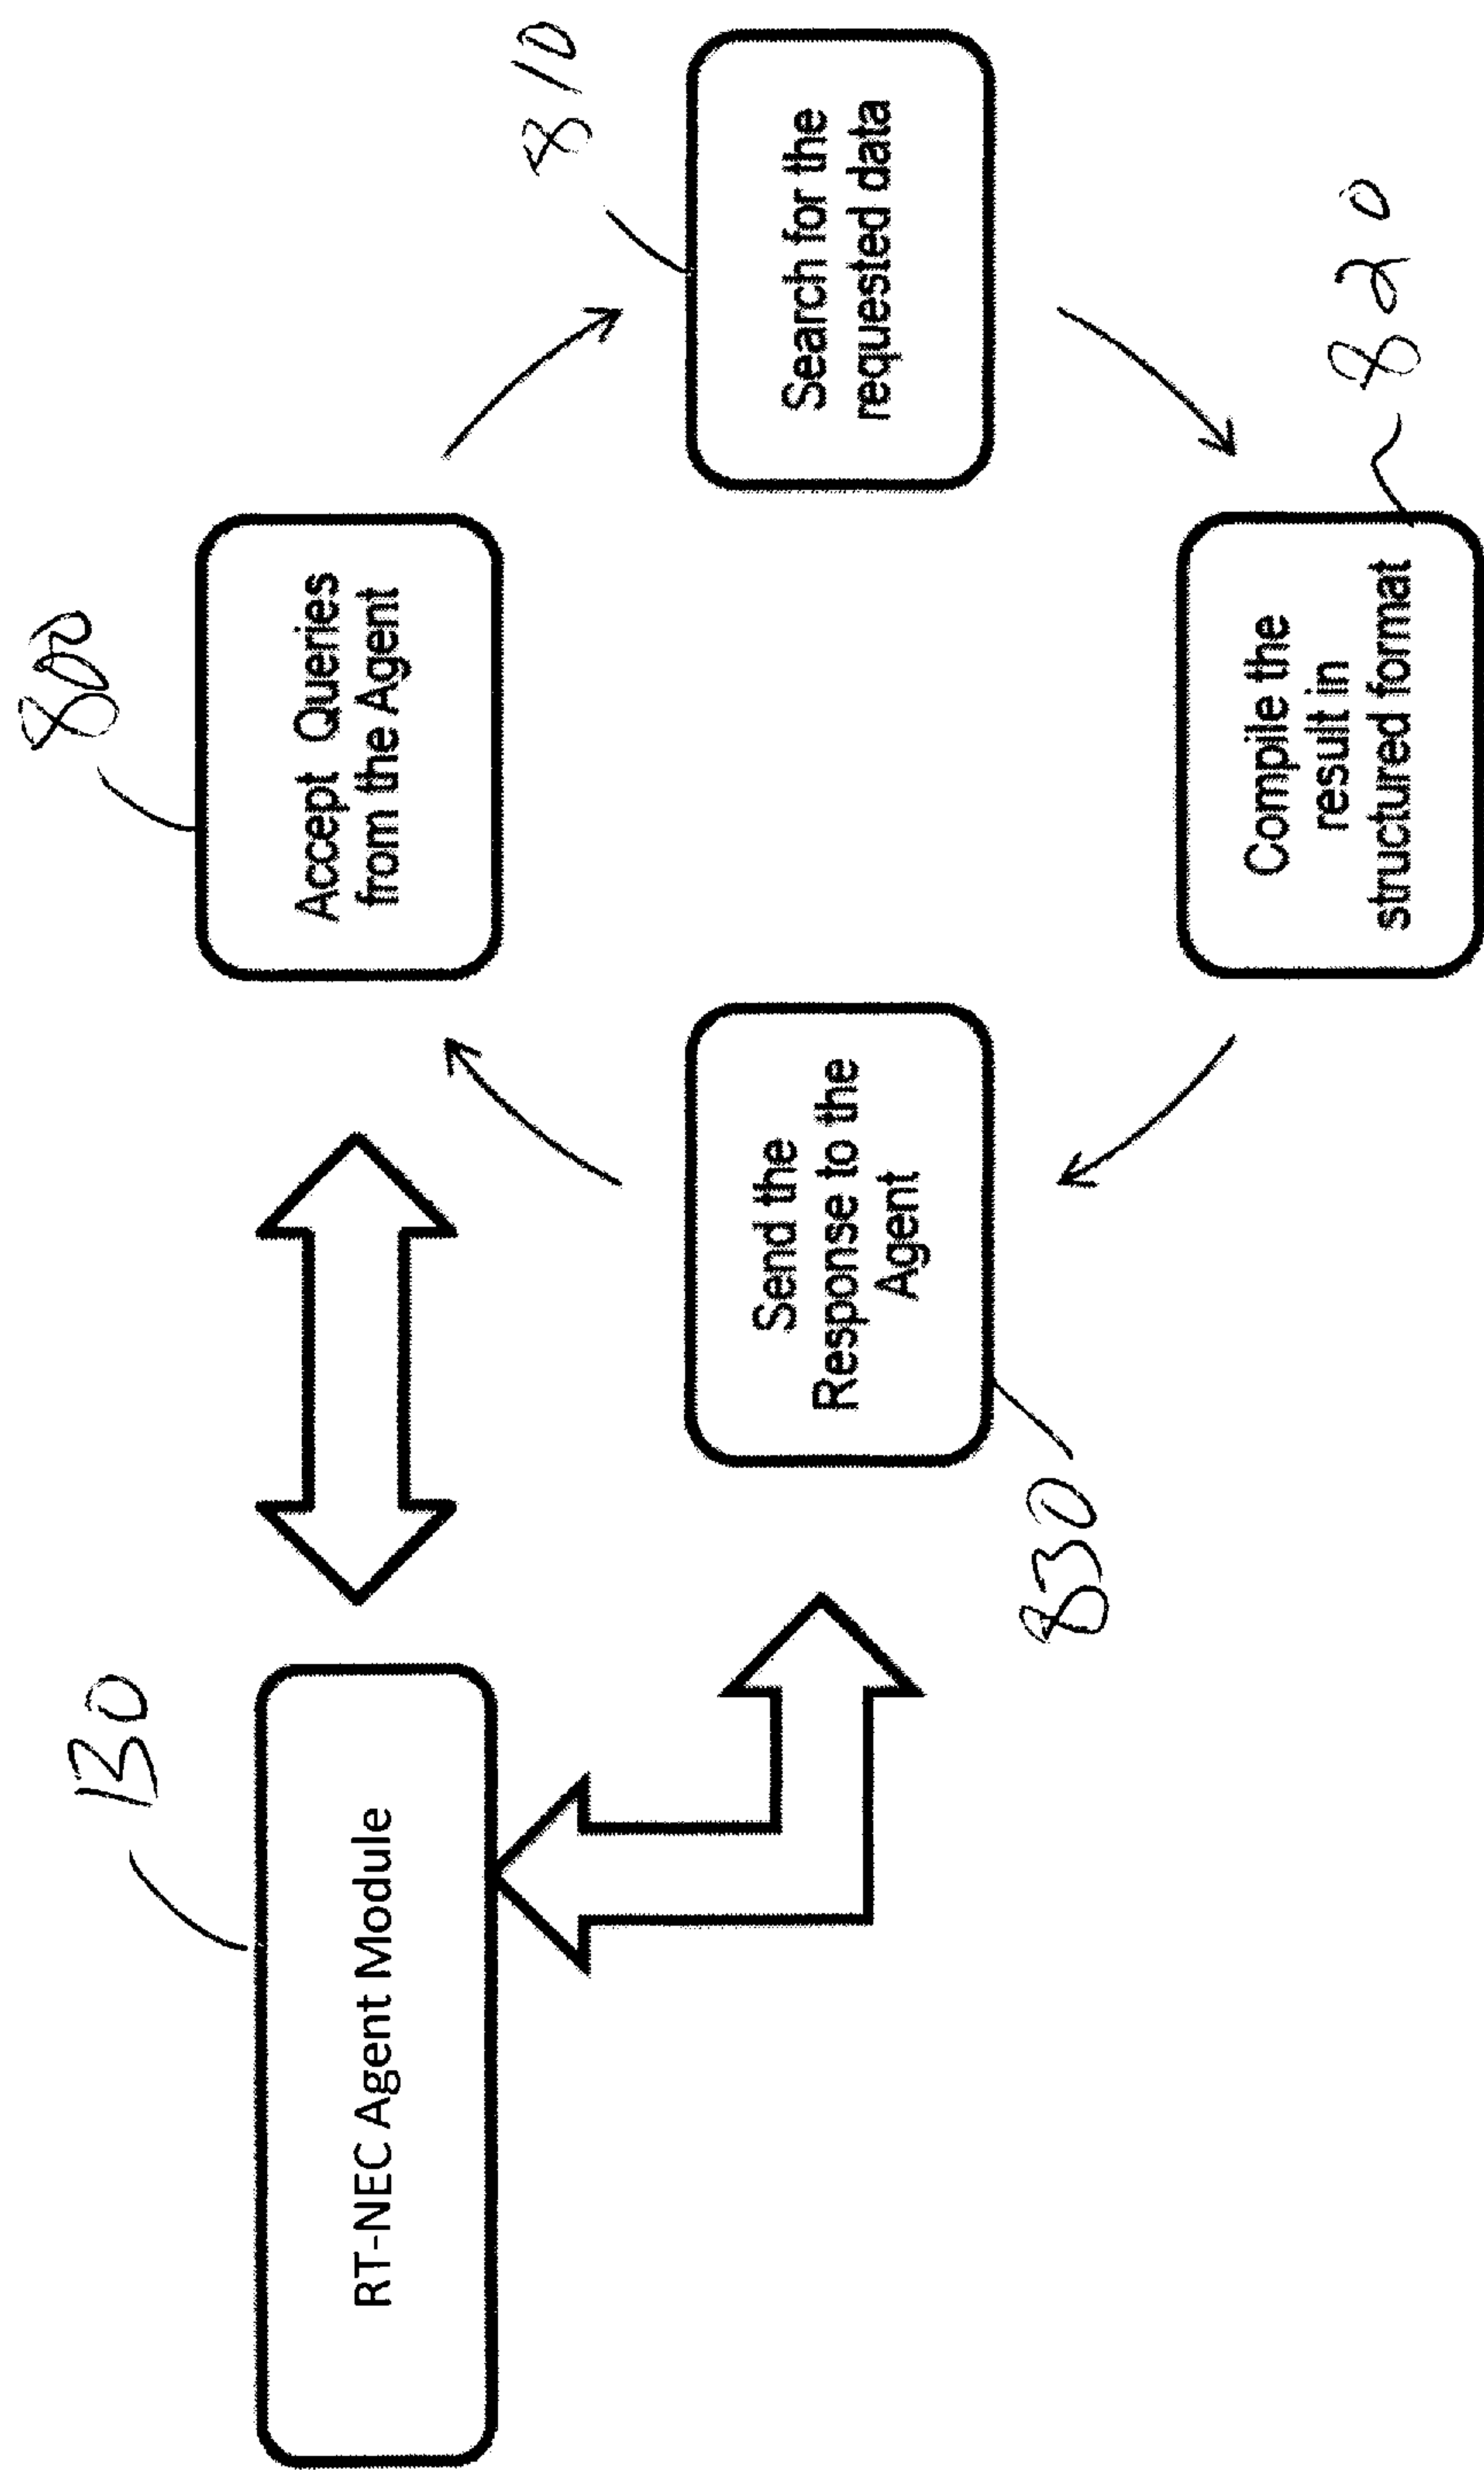 130
RT-NEC Agent Module
800
Accept Queries
from the Agent
810
Search for the
requested data
820
Compile the
result in
structured format
830
Send the
Response to the
Agent